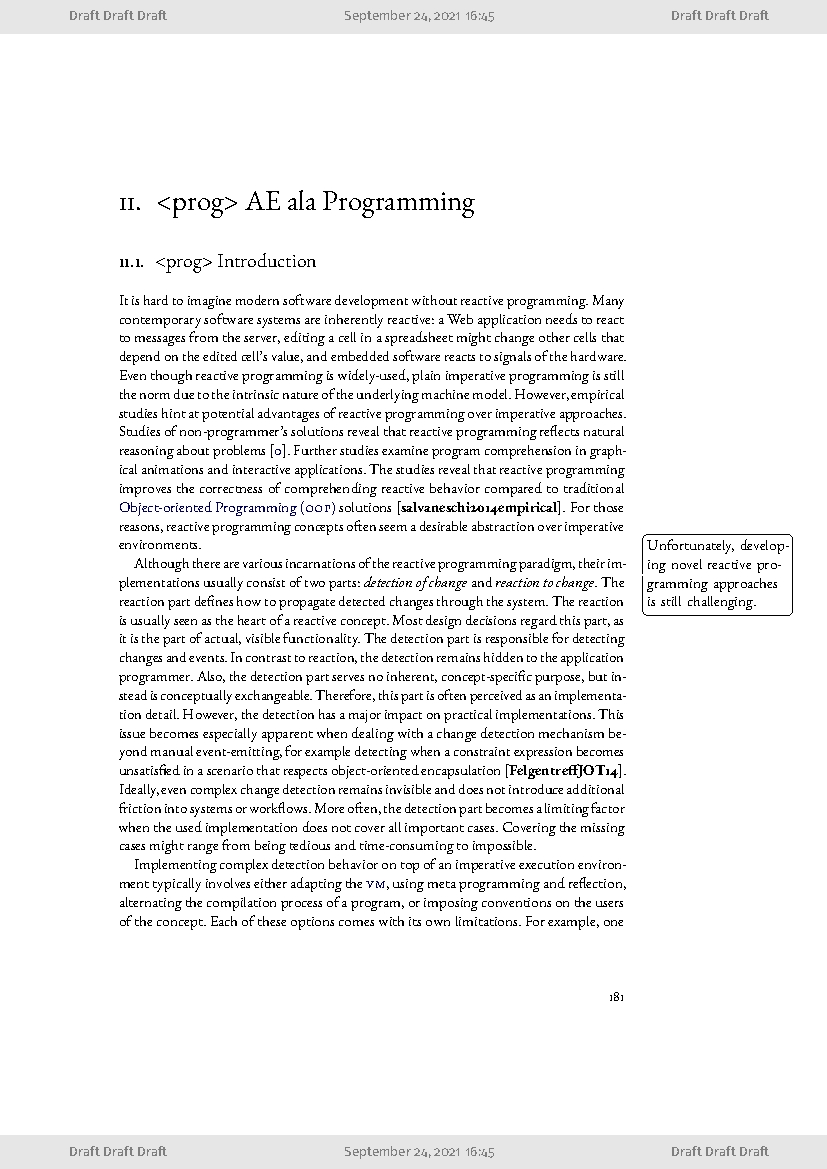 Draft Draft Draft September 24, 2021 16:45 Draft Draft Draft
11. <prog> AE ala Programming
11.1. <prog> Introduction
It is hard to imagine modern software development without reactive programming. Many
contemporary software systems are inherently reactive: a Web application needs to react
to messages from the server, editing a cell in a spreadsheet might change other cells that
depend on the edited cell's value, and embedded software reacts to signals of the hardware.
Even though reactive programming is widely-used, plain imperative programming is still
the norm due to the intrinsic nature of the underlying machine model. However, empirical
studies hint at potential advantages of reactive programming over imperative approaches.
Studies of non-programmer's solutions reveal that reactive programming reflects natural
reasoning about problems [0]. Further studies examine program comprehension in graph-
ical animations and interactive applications. The studies reveal that reactive programming
improves the correctness of comprehending reactive behavior compared to traditional
Object-oriented Programming (OOP) solutions [salvaneschi2014empirical]. For those
reasons, reactive programming concepts often seem a desirable abstraction over imperative
environments.
Unfortunately, develop-
ing novel reactive pro-
gramming approaches
is still challenging.
Although there are various incarnations of the reactive programming paradigm, their im-
plementations usually consist of two parts: detection of change and reaction to change. The
reaction part defines how to propagate detected changes through the system. The reaction
is usually seen as the heart of a reactive concept. Most design decisions regard this part, as
it is the part of actual, visible functionality. The detection part is responsible for detecting
changes and events. In contrast to reaction, the detection remains hidden to the application
programmer. Also, the detection part serves no inherent, concept-specific purpose, but in-
stead is conceptually exchangeable. Therefore, this part is often perceived as an implementa-
tion detail. However, the detection has a major impact on practical implementations. This
issue becomes especially apparent when dealing with a change detection mechanism be-
yond manual event-emitting, for example detecting when a constraint expression becomes
unsatisfied in a scenario that respects object-oriented encapsulation [FelgentreffJOT14].
Ideally, even complex change detection remains invisible and does not introduce additional
friction into systems or workflows. More often, the detection part becomes a limiting factor
when the used implementation does not cover all important cases. Covering the missing
cases might range from being tedious and time-consuming to impossible.
Implementing complex detection behavior on top of an imperative execution environ-
ment typically involves either adapting the VM, using meta programming and reflection,
alternating the compilation process of a program, or imposing conventions on the users
of the concept. Each of these options comes with its own limitations. For example, one
181
Draft Draft Draft September 24, 2021 16:45 Draft Draft Draft